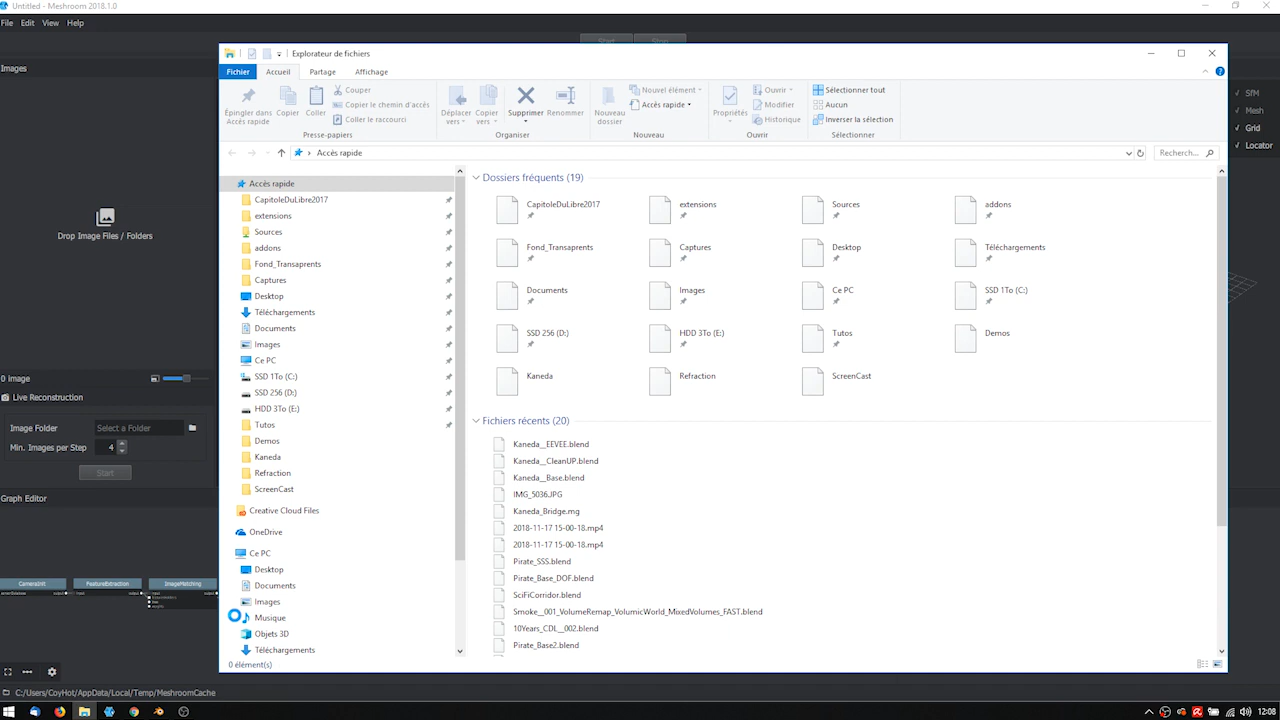 Untitled - Meshroom 2018.1.0
File Edit View Help
Start Stop
Images
Drop Image Files / Folders
0 Image
Live Reconstruction
Image Folder Select a Folder
Min. Images per Step 4
Start
Graph Editor
CameraInit FeatureExtraction ImageMatching
C:/Users/CoyHot/AppData/Local/Temp/MeshroomCache
SfM
Mesh
Grid
Locator
Explorateur de fichiers
Fichier Accueil Partage Affichage
Épingler dans Accès rapide
Copier
Coller
Couper
Copier le chemin d'accès
Coller le raccourci
Presse-papiers
Déplacer vers
Copier vers
Supprimer
Renommer
Organiser
Nouveau dossier
Nouvel élément
Accès rapide
Nouveau
Propriétés
Ouvrir
Modifier
Historique
Ouvrir
Sélectionner tout
Aucun
Inverser la sélection
Sélectionner
Accès rapide
Recherc...
Accès rapide
CapitoleDuLibre2017
extensions
Sources
addons
Fond_Transaprents
Captures
Desktop
Téléchargements
Documents
Images
Ce PC
SSD 1To (C:)
SSD 256 (D:)
HDD 3To (E:)
Tutos
Demos
Kaneda
Refraction
ScreenCast
Creative Cloud Files
OneDrive
Ce PC
Desktop
Documents
Images
Musique
Objets 3D
Téléchargements
Dossiers fréquents (19)
CapitoleDuLibre2017 extensions Sources addons
Fond_Transaprents Captures Desktop Téléchargements
Documents Images Ce PC SSD 1To (C:)
SSD 256 (D:) HDD 3To (E:) Tutos Demos
Kaneda Refraction ScreenCast
Fichiers récents (20)
Kaneda__EEVEE.blend
Kaneda__CleanUP.blend
Kaneda__Base.blend
IMG_5036.JPG
Kaneda_Bridge.mg
2018-11-17 15-00-18.mp4
2018-11-17 15-00-18.mp4
Pirate_SSS.blend
Pirate_Base_DOF.blend
SciFiCorridor.blend
Smoke__001_VolumeRemap_VolumicWorld_MixedVolumes_FAST.blend
10Years_CDL__002.blend
Pirate_Base2.blend
0 élément(s)
12:08